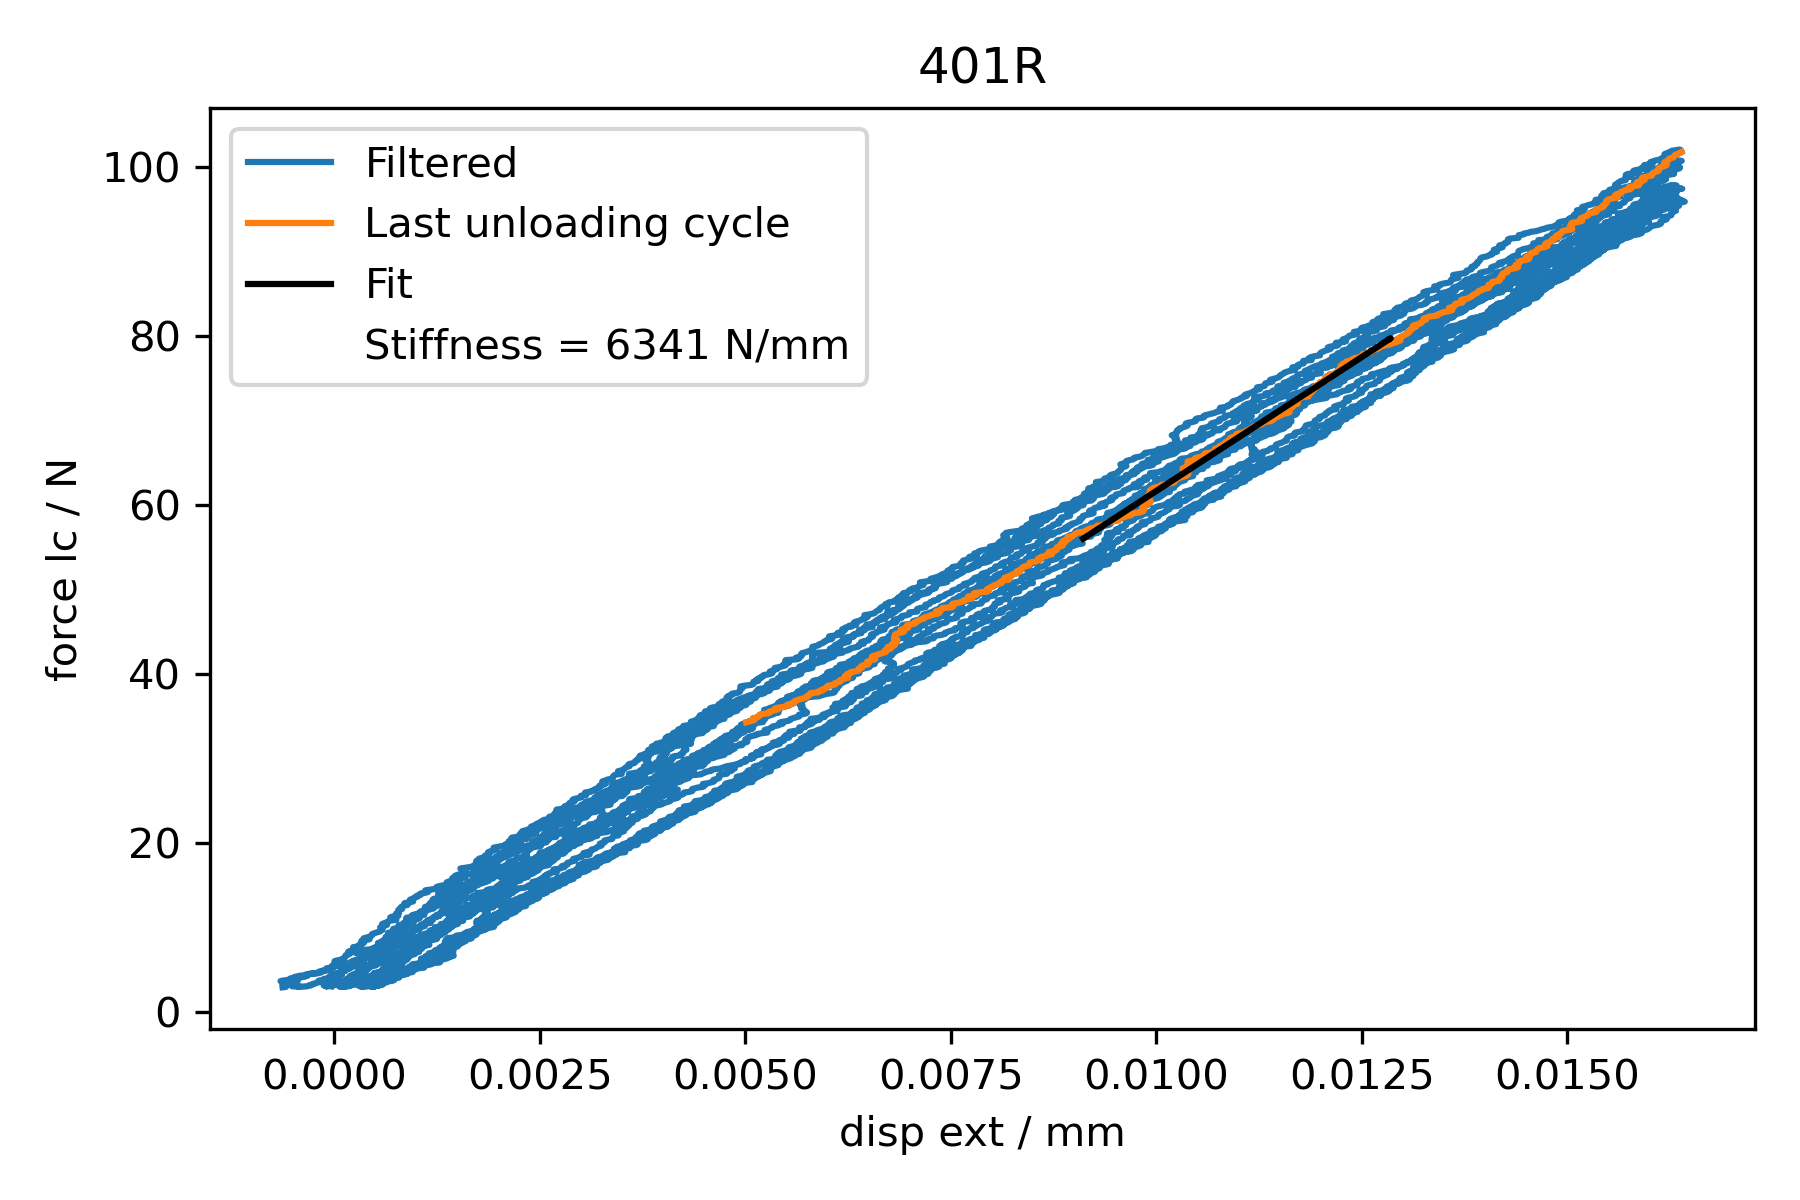 401R
Filtered
Last unloading cycle
Fit
Stiffness = 6341 N/mm
100
80
60
40
20
0
force lc / N
0.0000 0.0025 0.0050 0.0075 0.0100 0.0125 0.0150
disp ext / mm